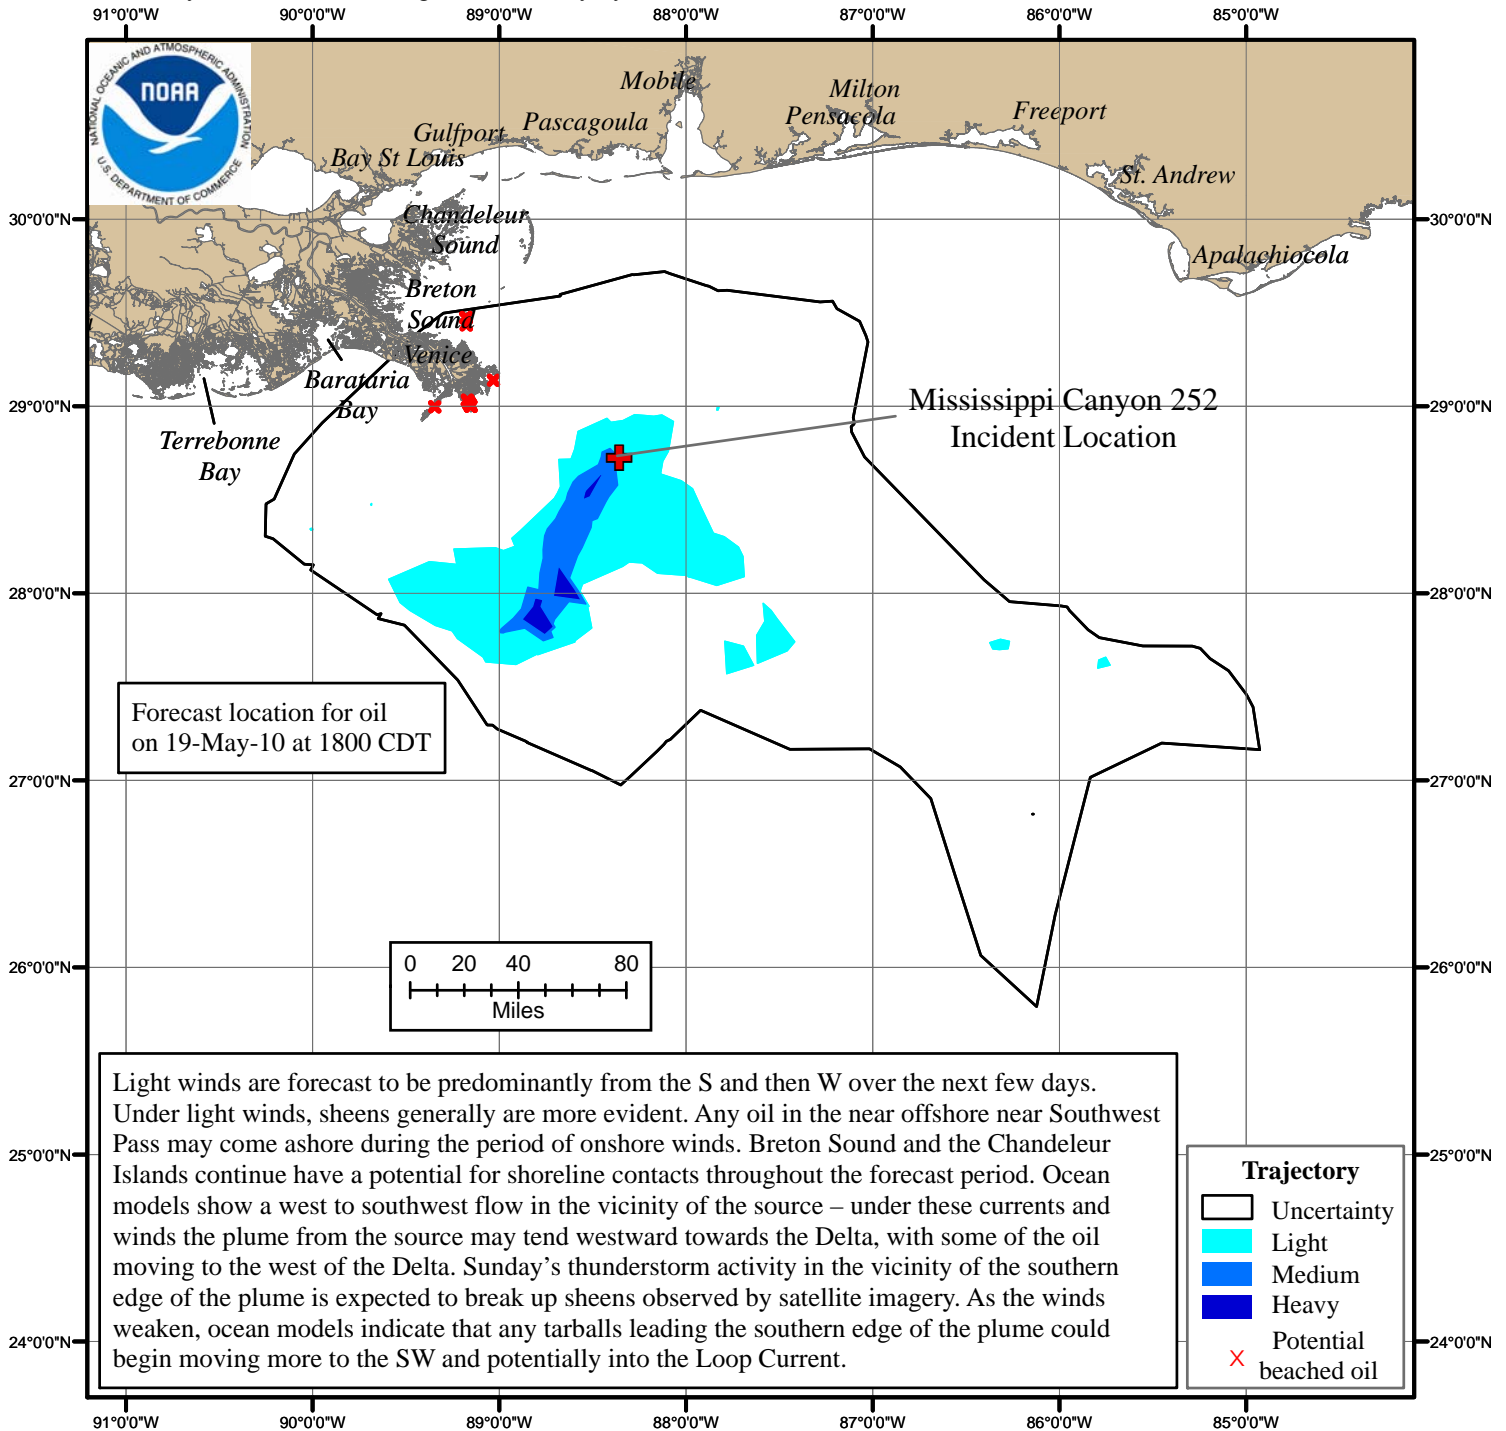 91°0'0"W 90°0'0"W 89°0'0"W 88°0'0"W 87°0'0"W 86°0'0"W 85°0'0"W
NATIONAL OCEANIC AND ATMOSPHERIC ADMINISTRATION
NOAA
U.S. DEPARTMENT OF COMMERCE
Mobile
Milton
Pensacola
Freeport
Pascagoula
Gulfport
Bay St Louis
St. Andrew
30°0'0"N 30°0'0"N
Chandeleur
Sound
Apalachiocola
Breton
Sound
Venice
Barataria
Bay
29°0'0"N 29°0'0"N
Mississippi Canyon 252
Incident Location
Terrebonne
Bay
28°0'0"N 28°0'0"N
Forecast location for oil
on 19-May-10 at 1800 CDT
27°0'0"N 27°0'0"N
26°0'0"N 26°0'0"N
0 20 40 80
Miles
Light winds are forecast to be predominantly from the S and then W over the next few days.
Under light winds, sheens generally are more evident. Any oil in the near offshore near Southwest
Pass may come ashore during the period of onshore winds. Breton Sound and the Chandeleur
Islands continue have a potential for shoreline contacts throughout the forecast period. Ocean
models show a west to southwest flow in the vicinity of the source – under these currents and
winds the plume from the source may tend westward towards the Delta, with some of the oil
moving to the west of the Delta. Sunday's thunderstorm activity in the vicinity of the southern
edge of the plume is expected to break up sheens observed by satellite imagery. As the winds
weaken, ocean models indicate that any tarballs leading the southern edge of the plume could
begin moving more to the SW and potentially into the Loop Current.
25°0'0"N 25°0'0"N
Trajectory
Uncertainty
Light
Medium
Heavy
X Potential
beached oil
24°0'0"N 24°0'0"N
91°0'0"W 90°0'0"W 89°0'0"W 88°0'0"W 87°0'0"W 86°0'0"W 85°0'0"W